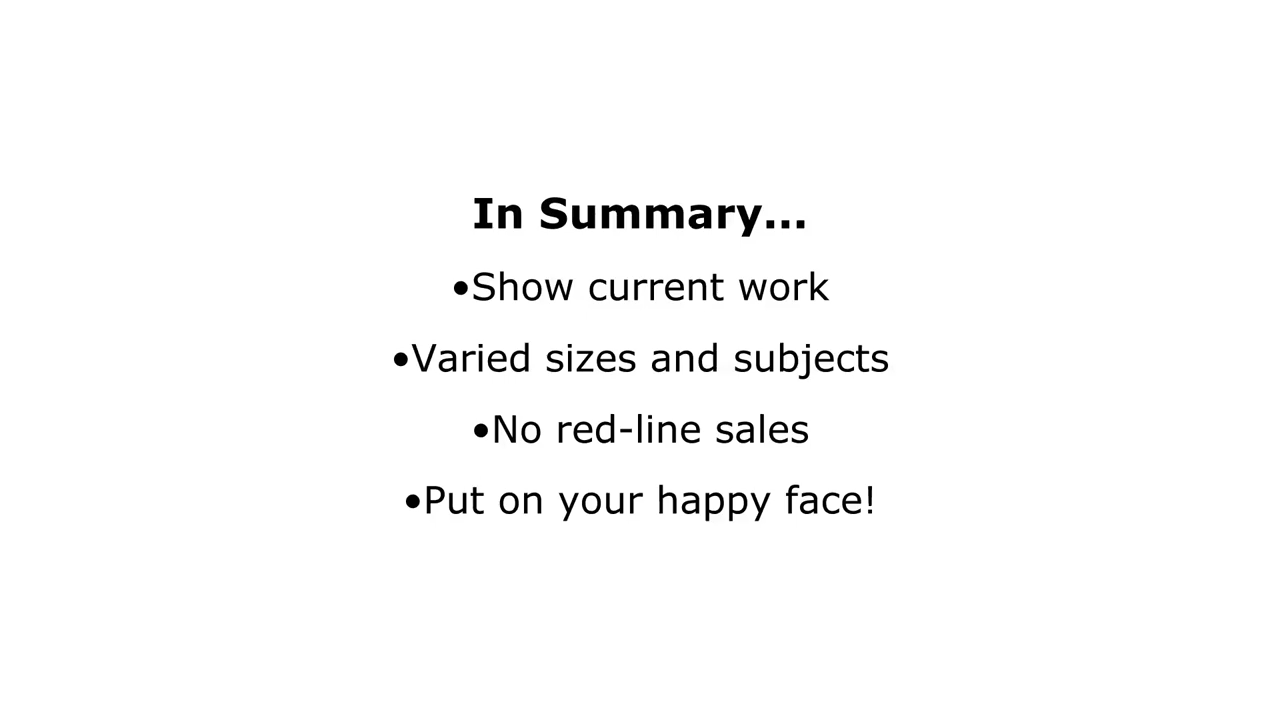 In Summary...
•Show current work
•Varied sizes and subjects
•No red-line sales
•Put on your happy face!